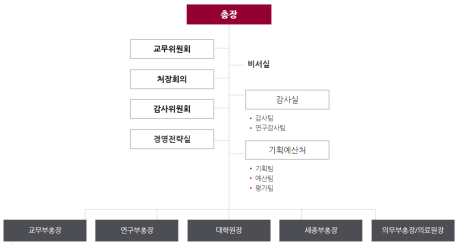 총장
교무위원회
처장회의
감사위원회
경영전략실
비서실
감사실
• 감사팀
• 연구감사팀
기획예산처
• 기획팀
• 예산팀
• 평가팀
교무부총장
연구부총장
대학원장
세종부총장
의무부총장/의료원장